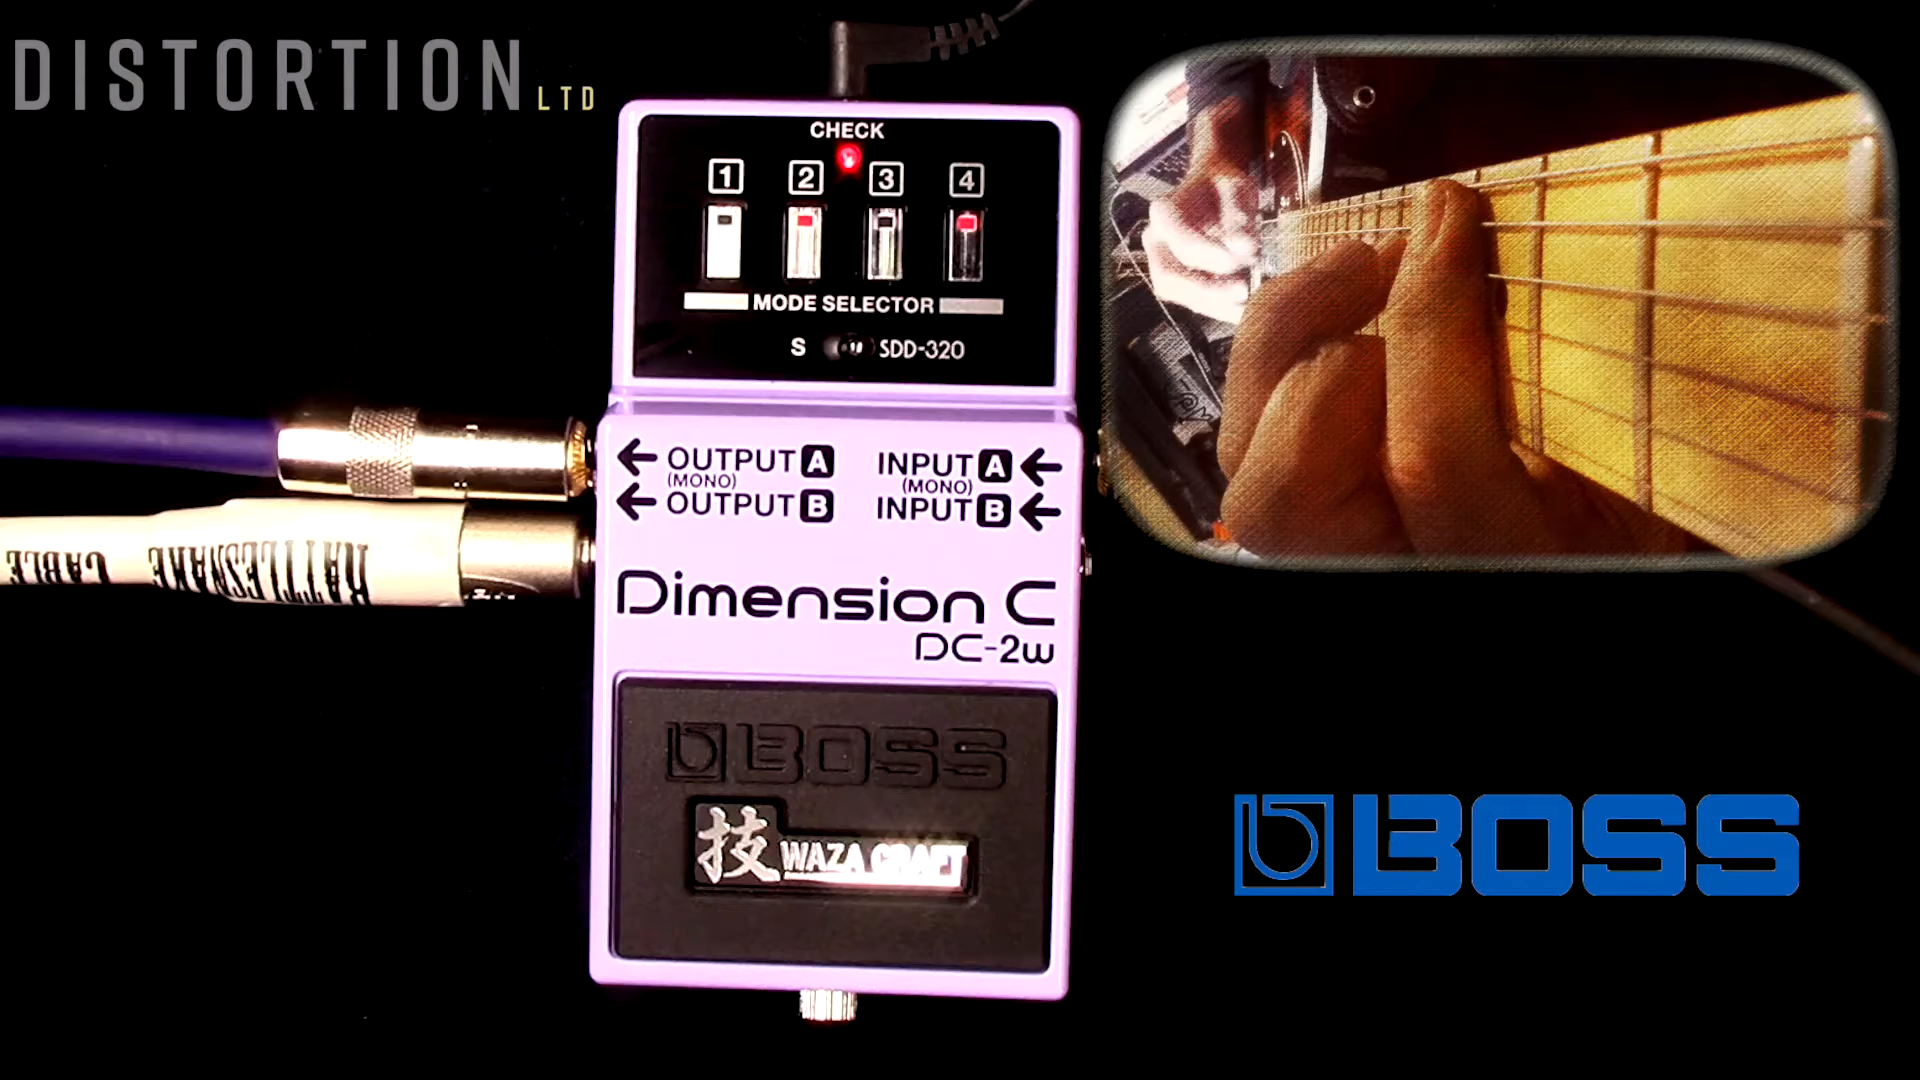 DISTORTION LTD
CHECK
1 2 3 4
MODE SELECTOR
S SDD-320
OUTPUT A INPUT A
(MONO) (MONO)
OUTPUT B INPUT B
Dimension C
DC-2w
RATTLESNAKE CABLE
BOSS
技 WAZA CRAFT
BOSS